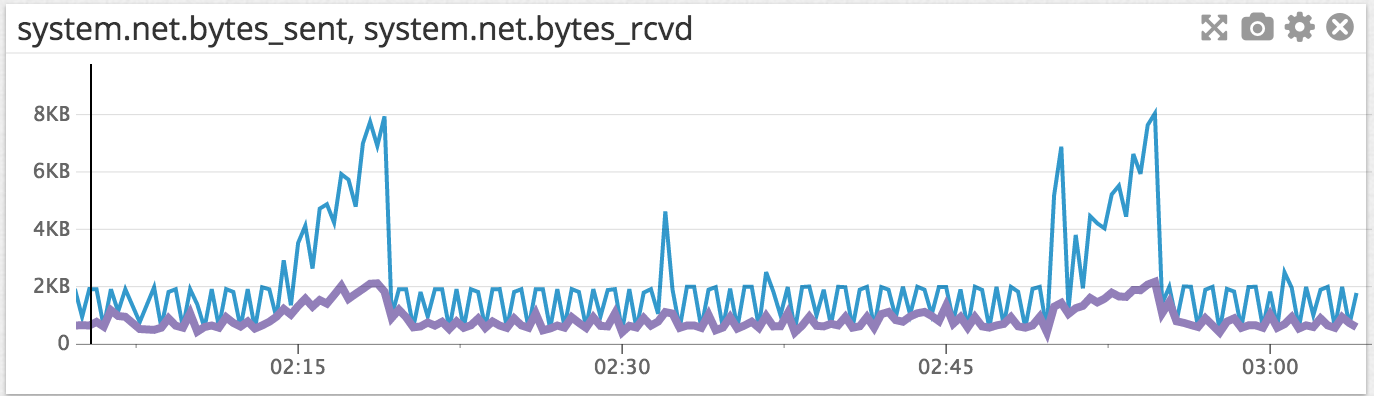 system.net.bytes_sent, system.net.bytes_rcvd
8KB
6KB
4KB
2KB
0
02:15 02:30 02:45 03:00